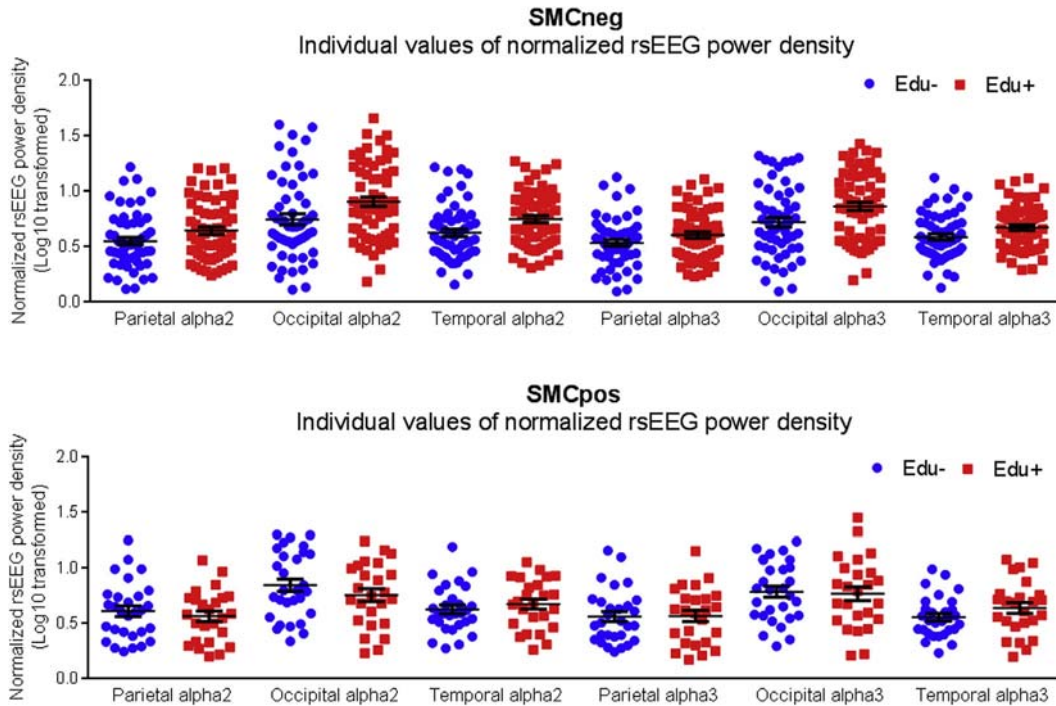 SMCneg
Individual values of normalized rsEEG power density
Normalized rsEEG power density
(Log10 transformed)
2.0
1.5
1.0
0.5
0.0
Edu-
Edu+
Parietal alpha2
Occipital alpha2
Temporal alpha2
Parietal alpha3
Occipital alpha3
Temporal alpha3
SMCpos
Individual values of normalized rsEEG power density
Normalized rsEEG power density
(Log10 transformed)
2.0
1.5
1.0
0.5
0.0
Edu-
Edu+
Parietal alpha2
Occipital alpha2
Temporal alpha2
Parietal alpha3
Occipital alpha3
Temporal alpha3